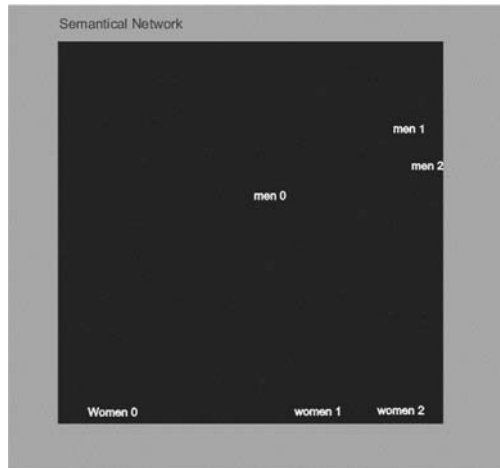 Semantical Network
men 1
men 2
men 0
Women 0
women 1
women 2